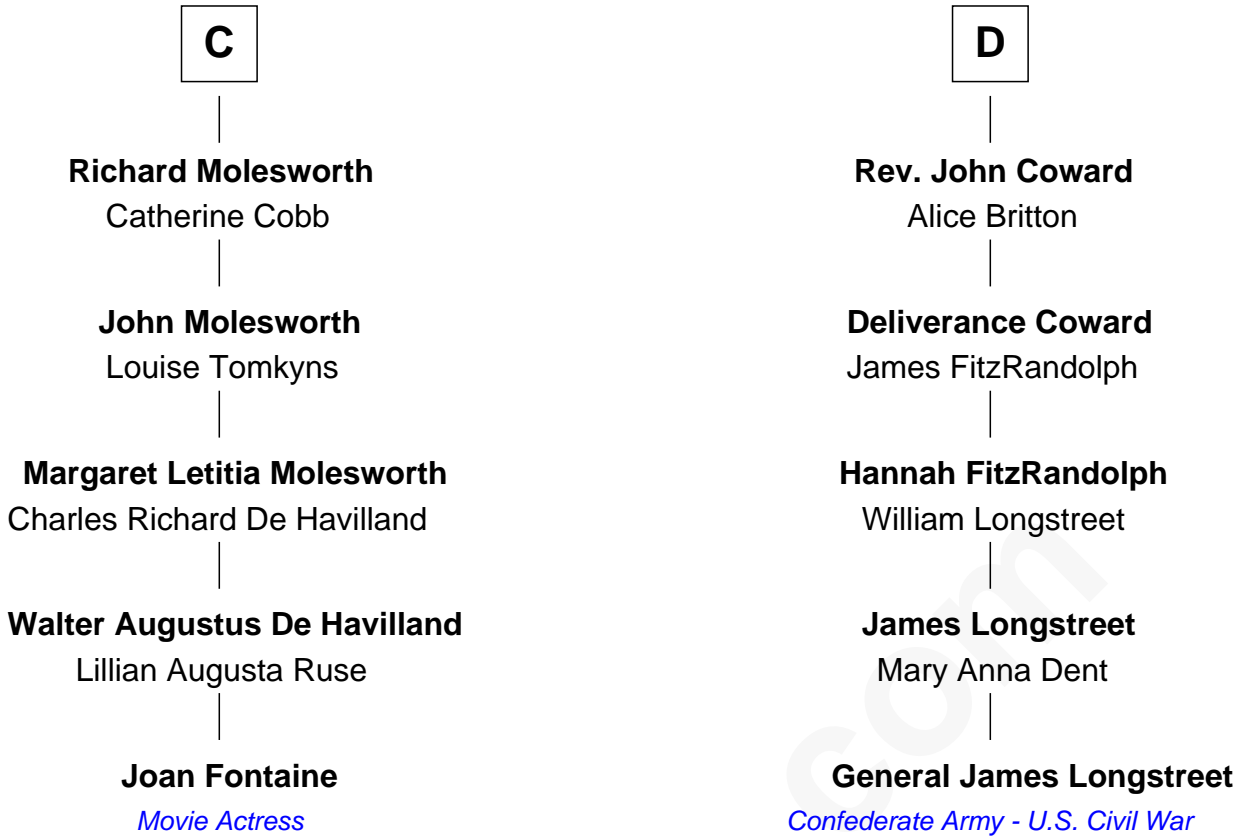 C
Richard Molesworth
Catherine Cobb
John Molesworth
Louise Tomkyns
Margaret Letitia Molesworth
Charles Richard De Havilland
Walter Augustus De Havilland
Lillian Augusta Ruse
Joan Fontaine
Movie Actress
D
Rev. John Coward
Alice Britton
Deliverance Coward
James FitzRandolph
Hannah FitzRandolph
William Longstreet
James Longstreet
Mary Anna Dent
General James Longstreet
Confederate Army - U.S. Civil War
com